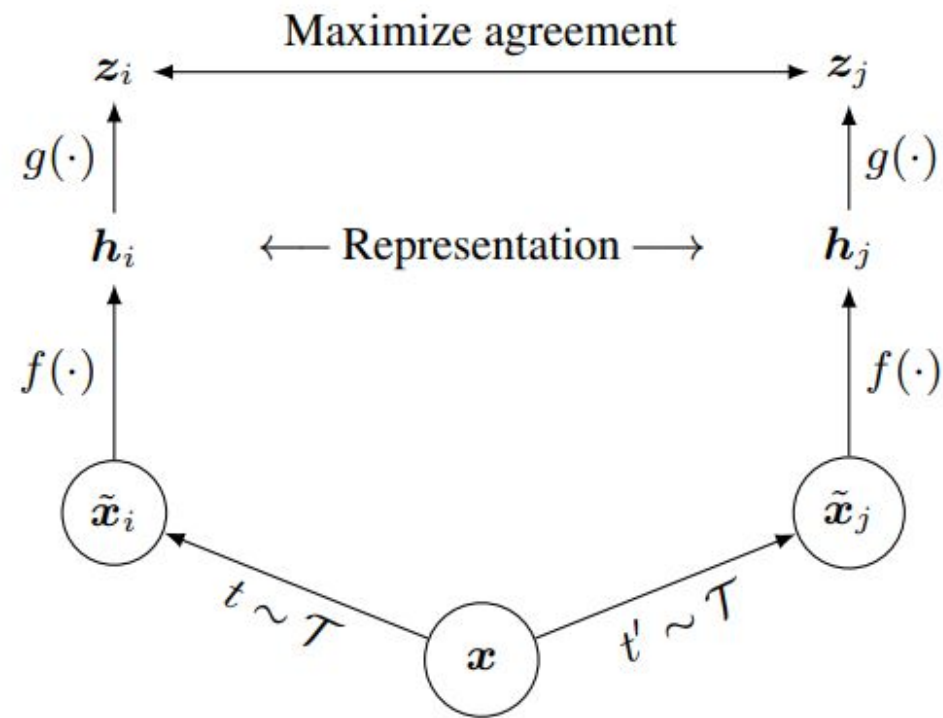 Maximize agreement
z_i z_j
g(·) g(·)
h_i ← Representation → h_j
f(·) f(·)
x̃_i x̃_j
t ∼ 𝒯 t′ ∼ 𝒯
x